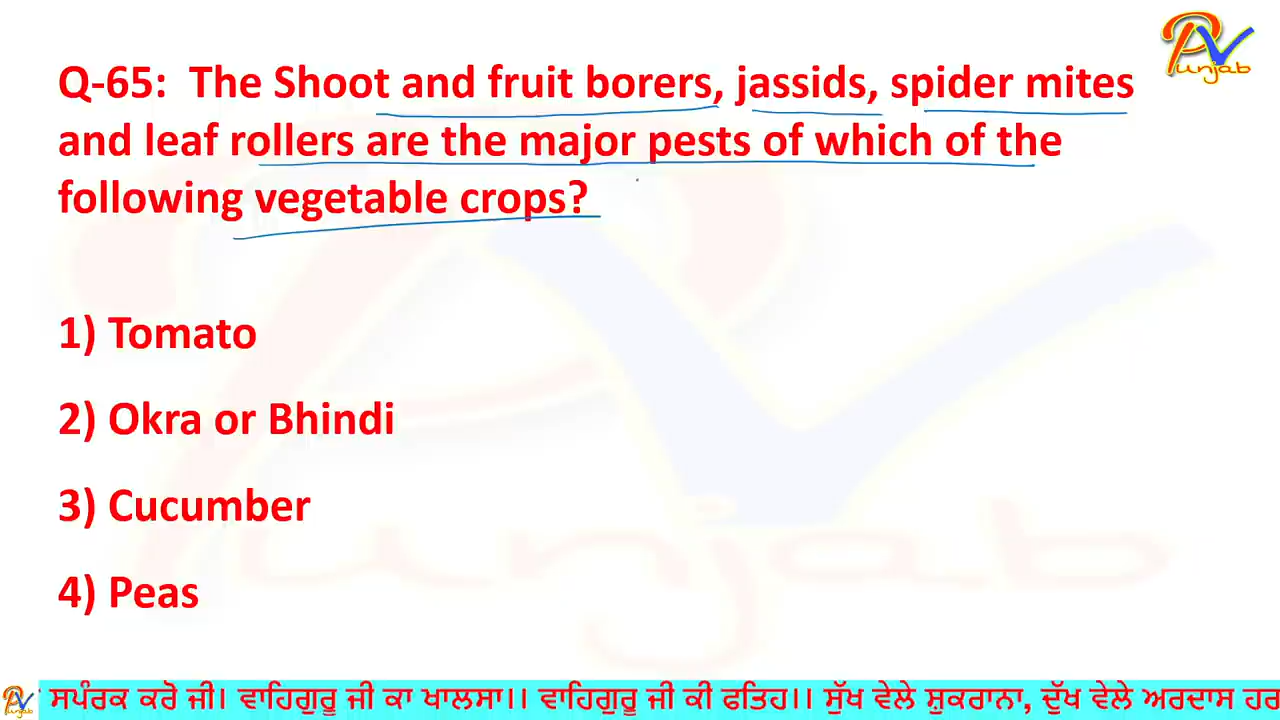 Punjab
Q-65: The Shoot and fruit borers, jassids, spider mites
and leaf rollers are the major pests of which of the
following vegetable crops?
1) Tomato
2) Okra or Bhindi
3) Cucumber
4) Peas
ਸਪੰਰਕ ਕਰੋ ਜੀ। ਵਾਹਿਗੁਰੂ ਜੀ ਕਾ ਖਾਲਸਾ।। ਵਾਹਿਗੁਰੂ ਜੀ ਕੀ ਫਤਿਹ।। ਸੁੱਖ ਵੇਲੇ ਸ਼ੁਕਰਾਨਾ, ਦੁੱਖ ਵੇਲੇ ਅਰਦਾਸ ਹਰ